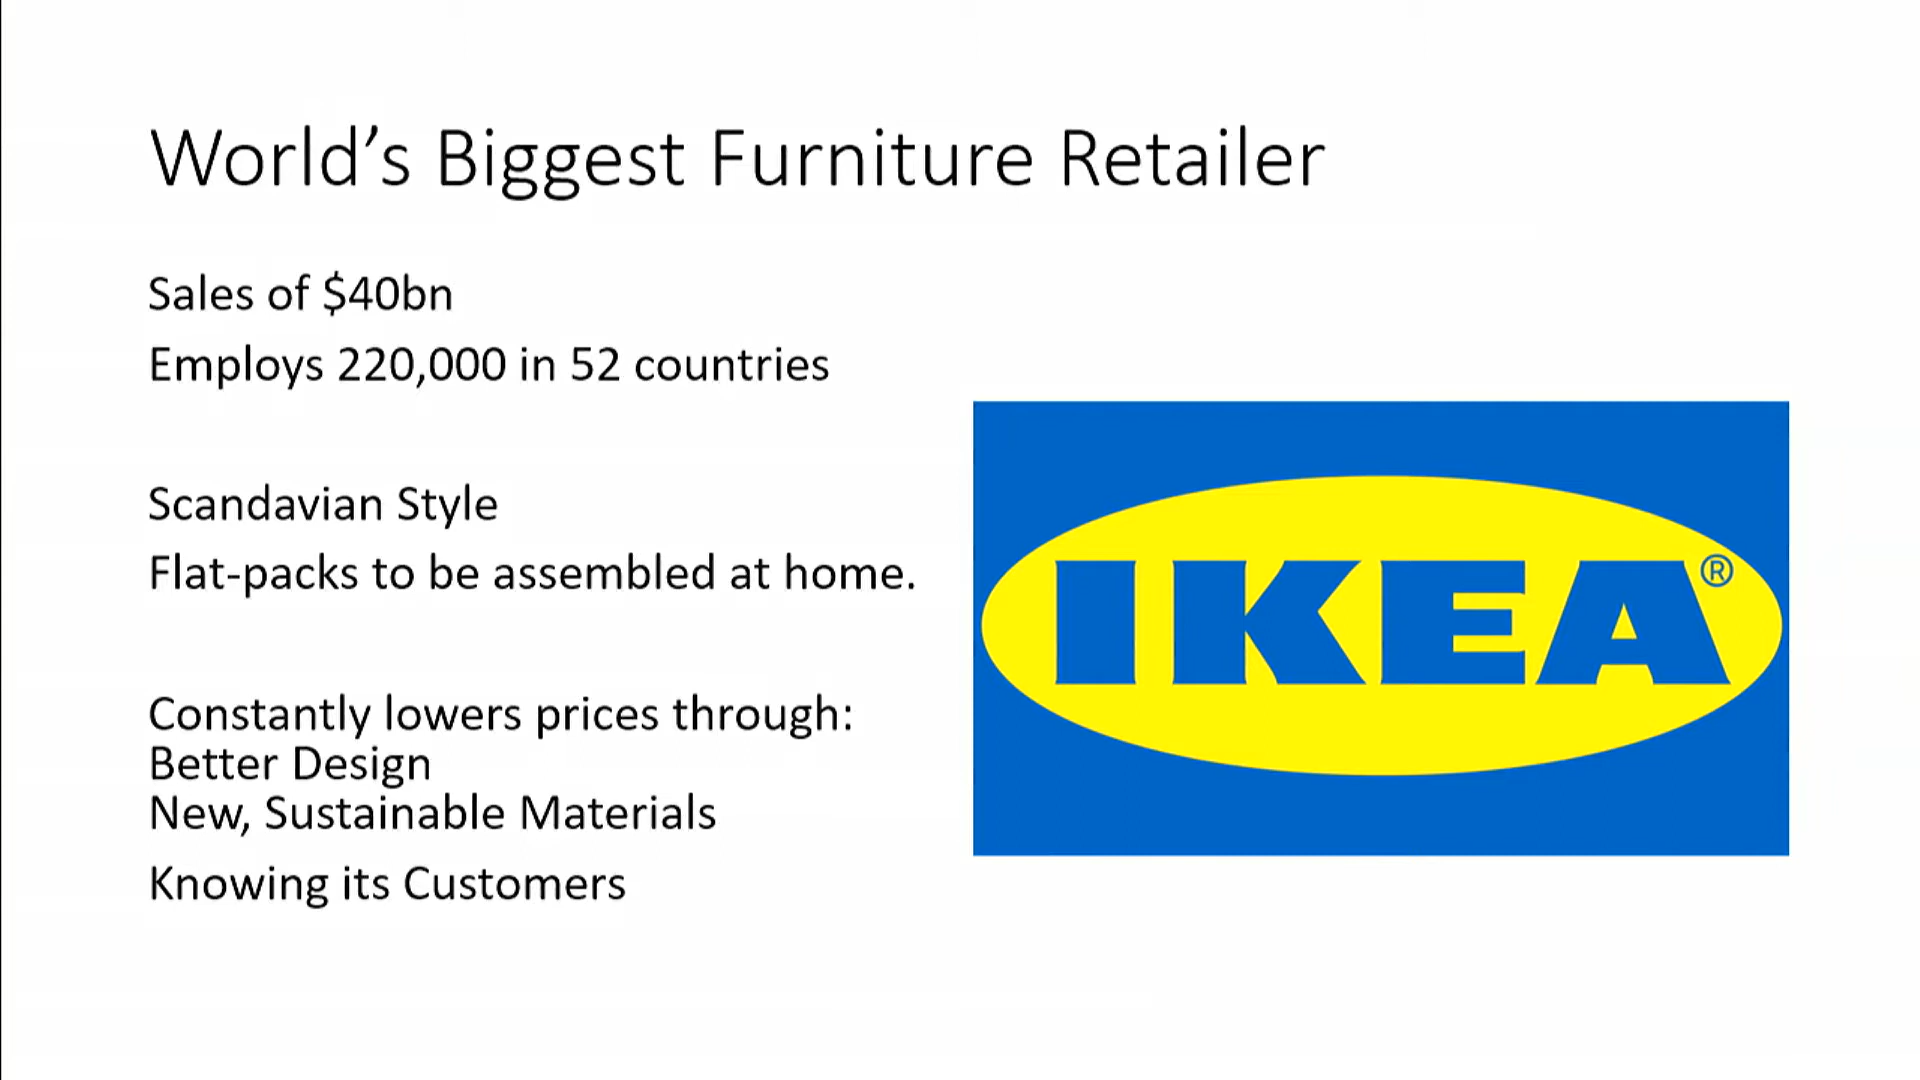 World’s Biggest Furniture Retailer
Sales of $40bn
Employs 220,000 in 52 countries
Scandavian Style
Flat-packs to be assembled at home.
Constantly lowers prices through:
Better Design
New, Sustainable Materials
Knowing its Customers
IKEA®